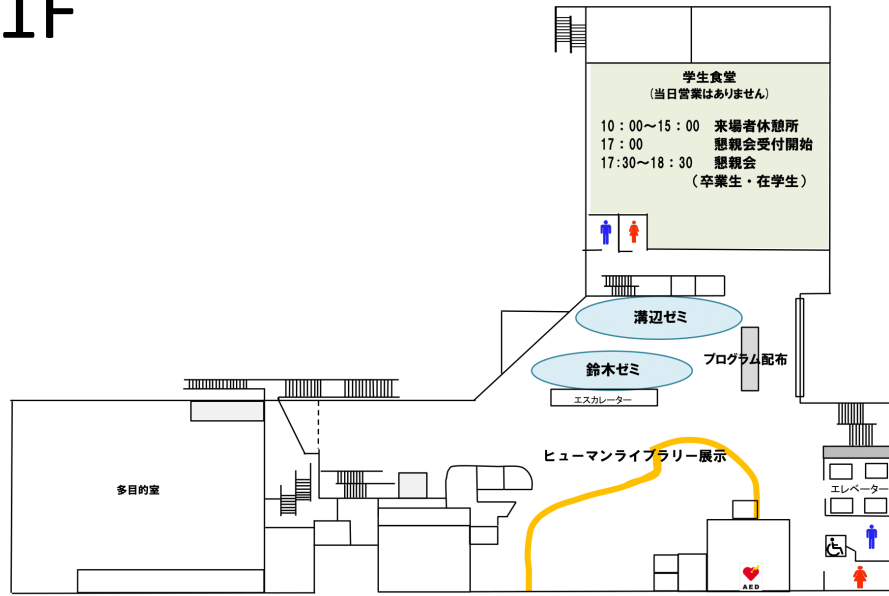 1F
学生食堂
(当日営業はありません)
10：00～15：00 来場者休憩所
17：00 懇親会受付開始
17:30～18：30 懇親会
（卒業生・在学生）
溝辺ゼミ
プログラム配布
鈴木ゼミ
エスカレーター
ヒューマンライブラリー展示
多目的室
エレベーター
AED